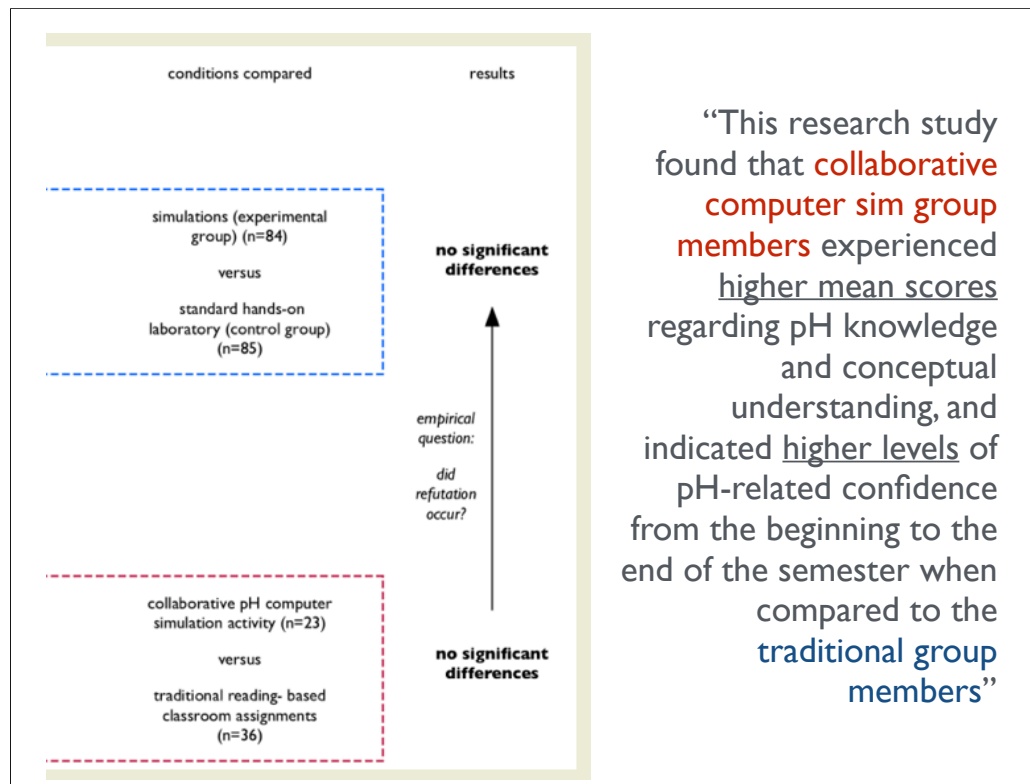 conditions compared
results
simulations (experimental
group) (n=84)
versus
standard hands-on
laboratory (control group)
(n=85)
no significant
differences
empirical
question:
did
refutation
occur?
collaborative pH computer
simulation activity (n=23)
versus
traditional reading- based
classroom assignments
(n=36)
no significant
differences
“This research study
found that collaborative
computer sim group
members experienced
higher mean scores
regarding pH knowledge
and conceptual
understanding, and
indicated higher levels of
pH-related confidence
from the beginning to the
end of the semester when
compared to the
traditional group
members”